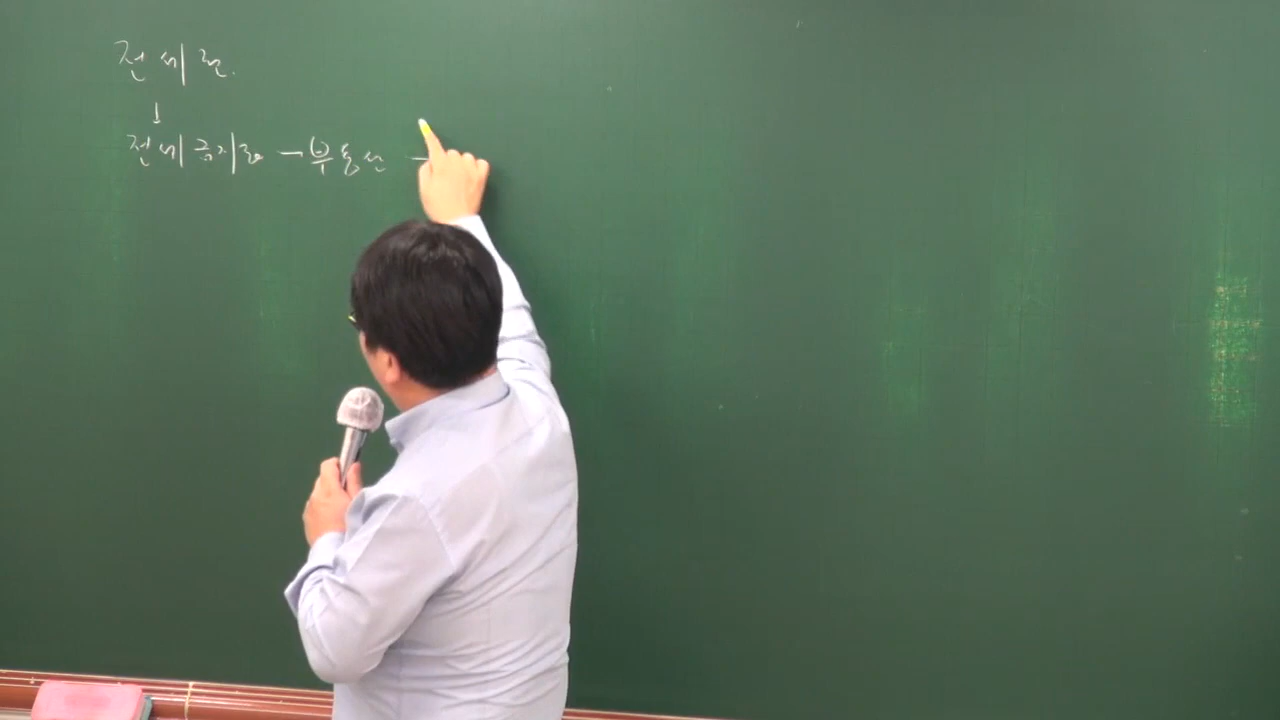 전세권.
↓
전세금지급 - 부동산 -